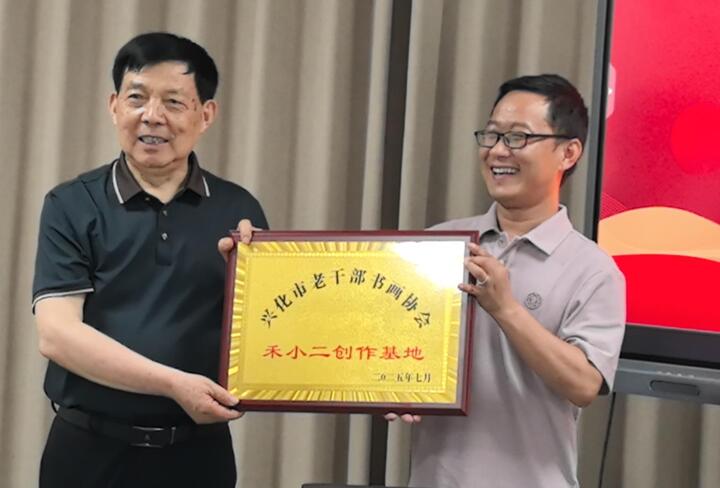 兴化市老干部书画协会
禾小二创作基地
二〇二五年七月